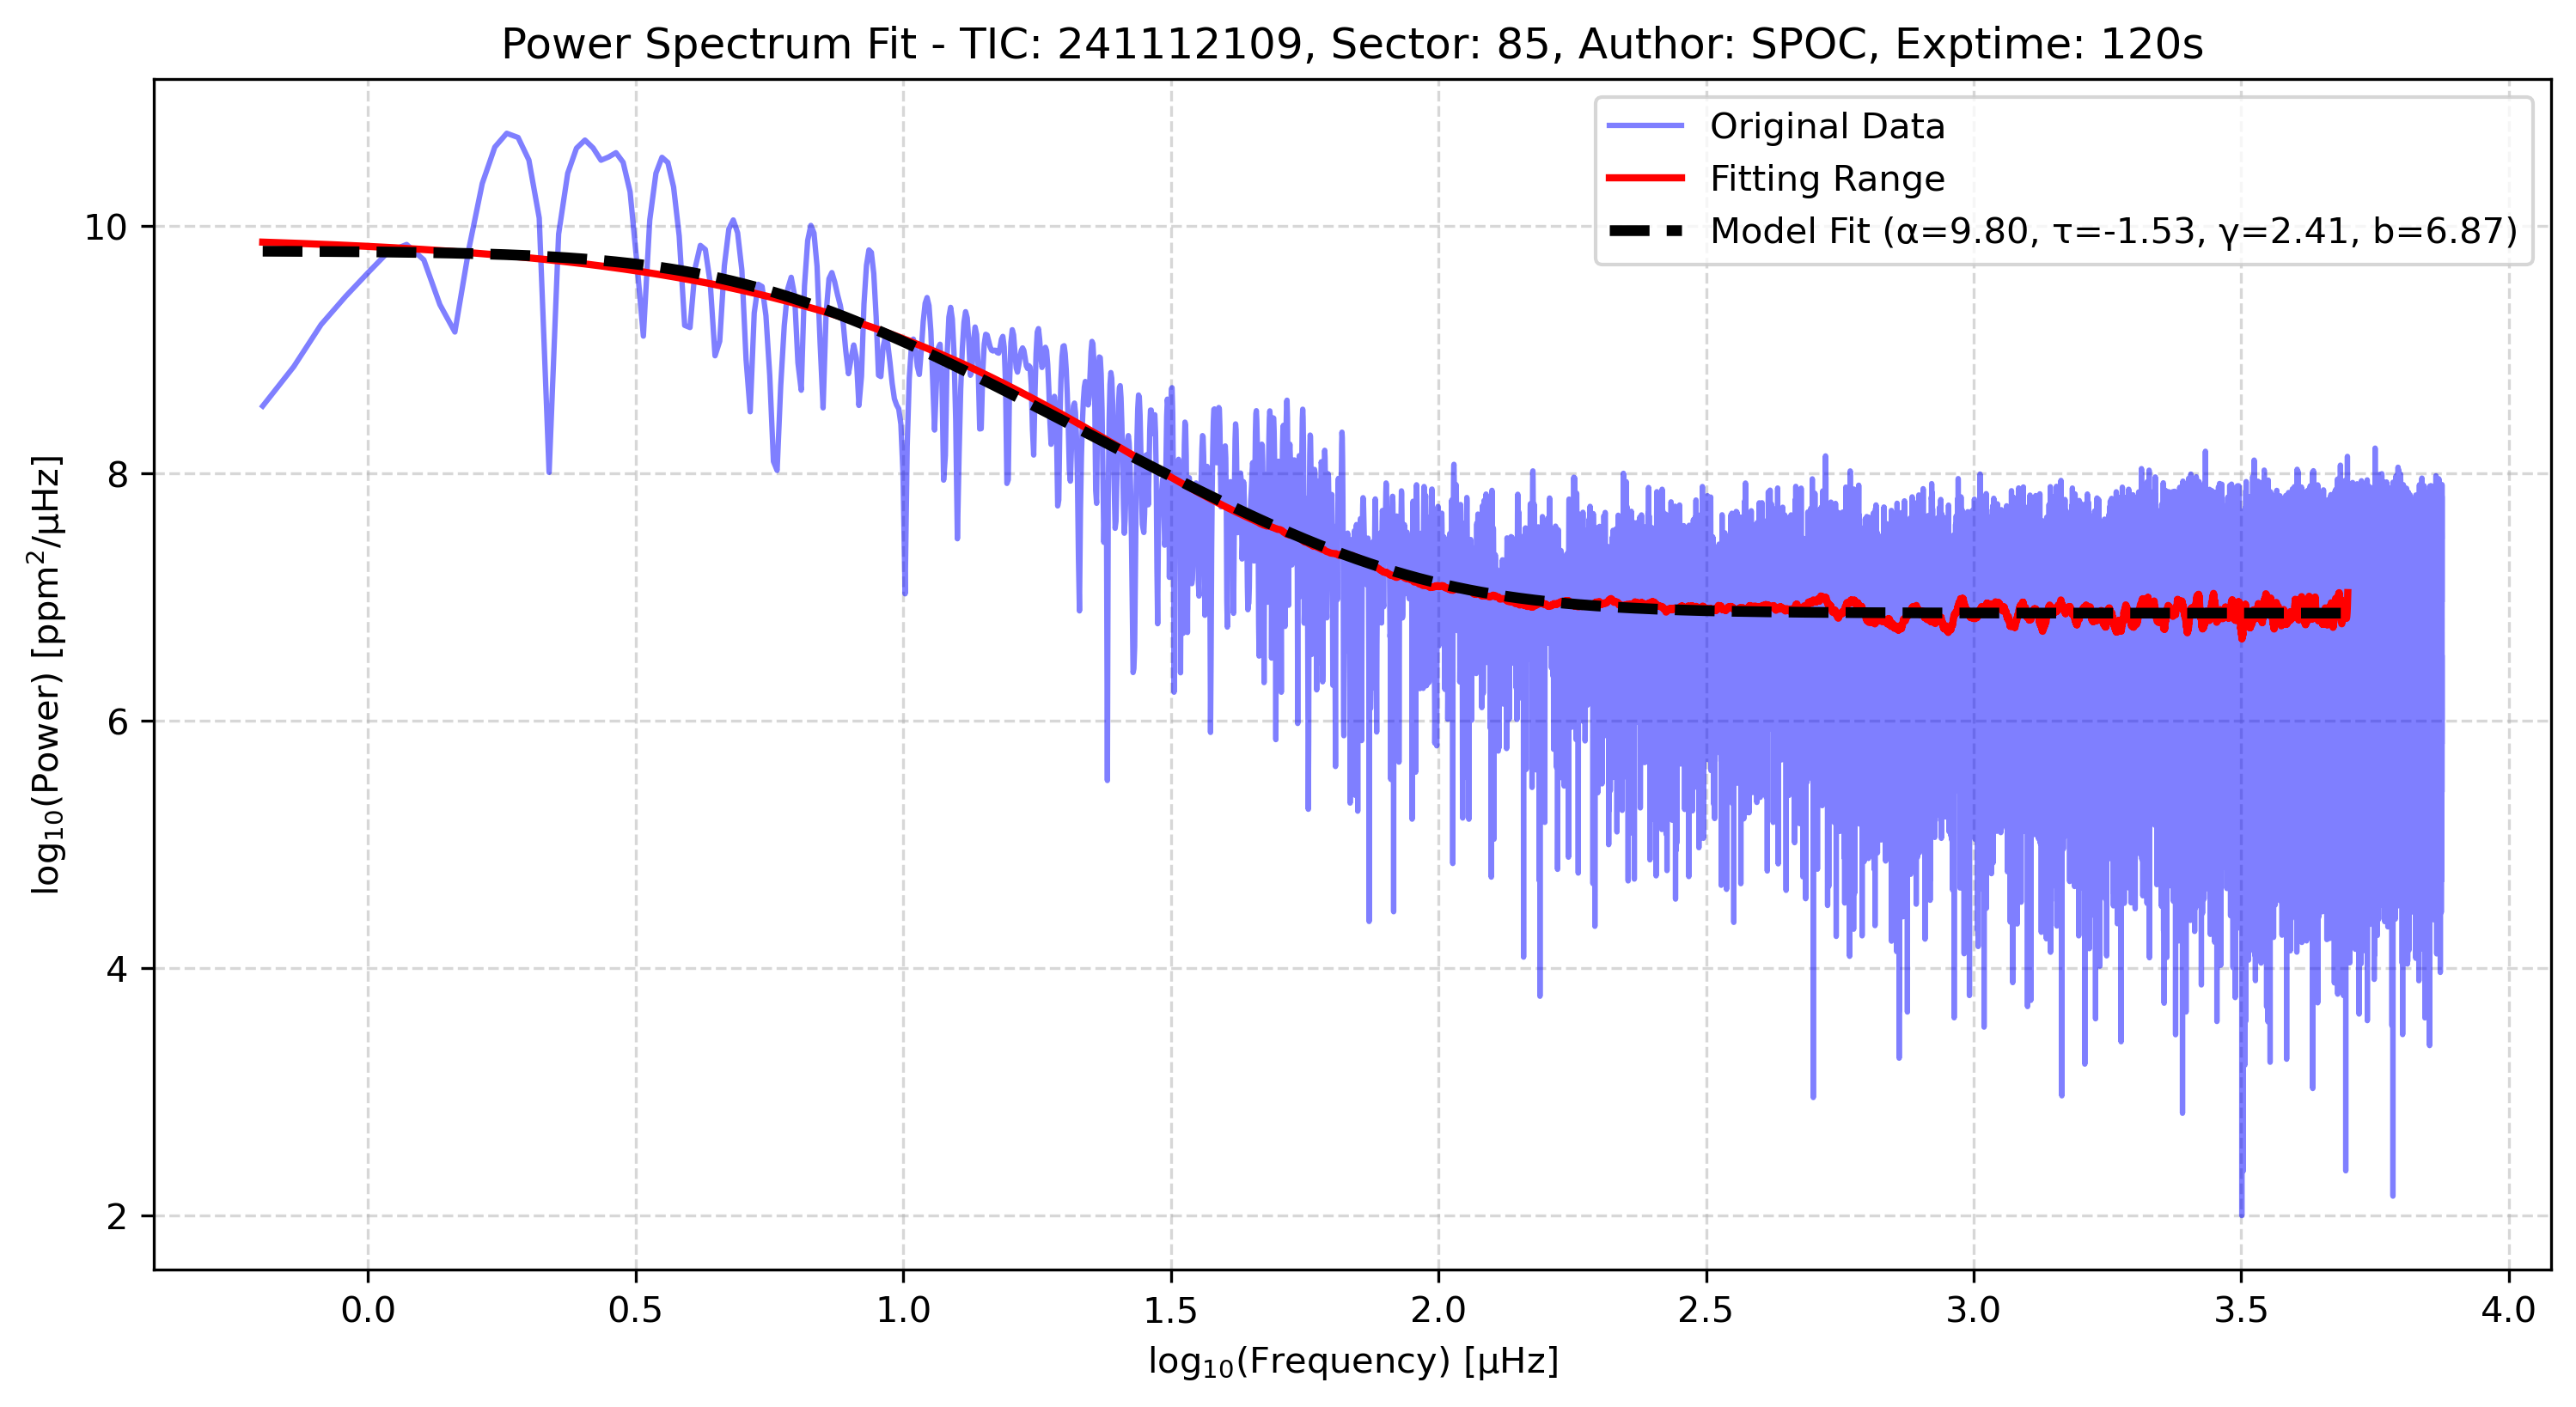 Power Spectrum Fit - TIC: 241112109, Sector: 85, Author: SPOC, Exptime: 120s
Original Data
Fitting Range
Model Fit (α=9.80, τ=-1.53, γ=2.41, b=6.87)
log₁₀(Power) [ppm²/μHz]
10
8
6
4
2
0.0 0.5 1.0 1.5 2.0 2.5 3.0 3.5 4.0
log₁₀(Frequency) [μHz]